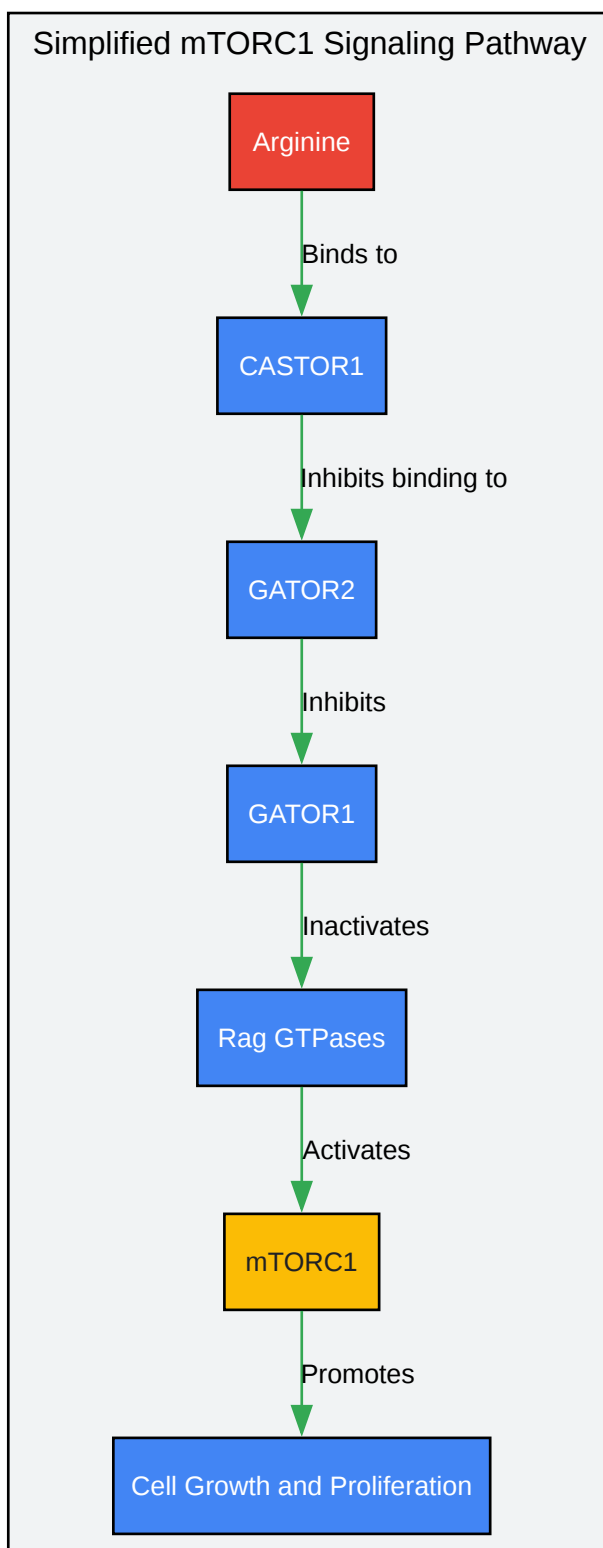 Simplified mTORC1 Signaling Pathway
Arginine
Binds to
CASTOR1
Inhibits binding to
GATOR2
Inhibits
GATOR1
Inactivates
Rag GTPases
Activates
mTORC1
Promotes
Cell Growth and Proliferation